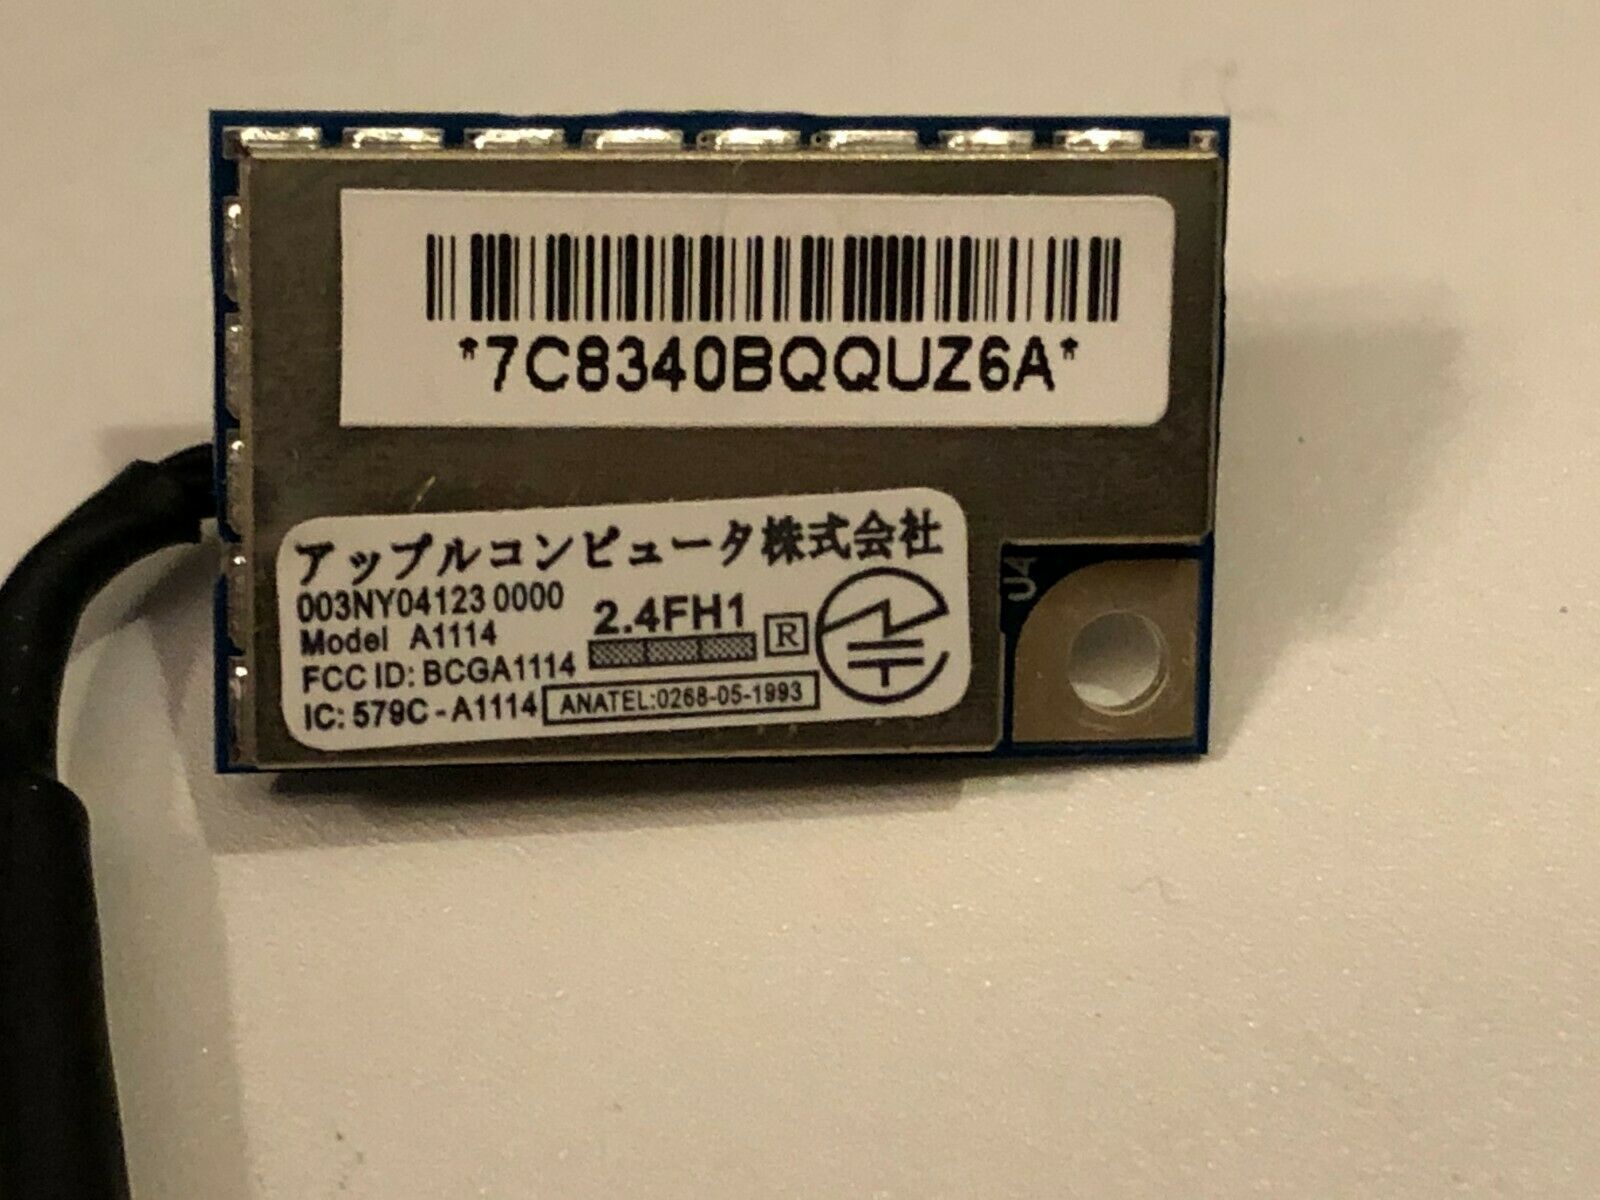 *7C8340BQQUZ6A*
アップルコンピュータ株式会社
003NY04123 0000
2.4FH1
Model A1114
R
FCC ID: BCGA1114
IC: 579C-A1114
ANATEL:0268-05-1993
U4